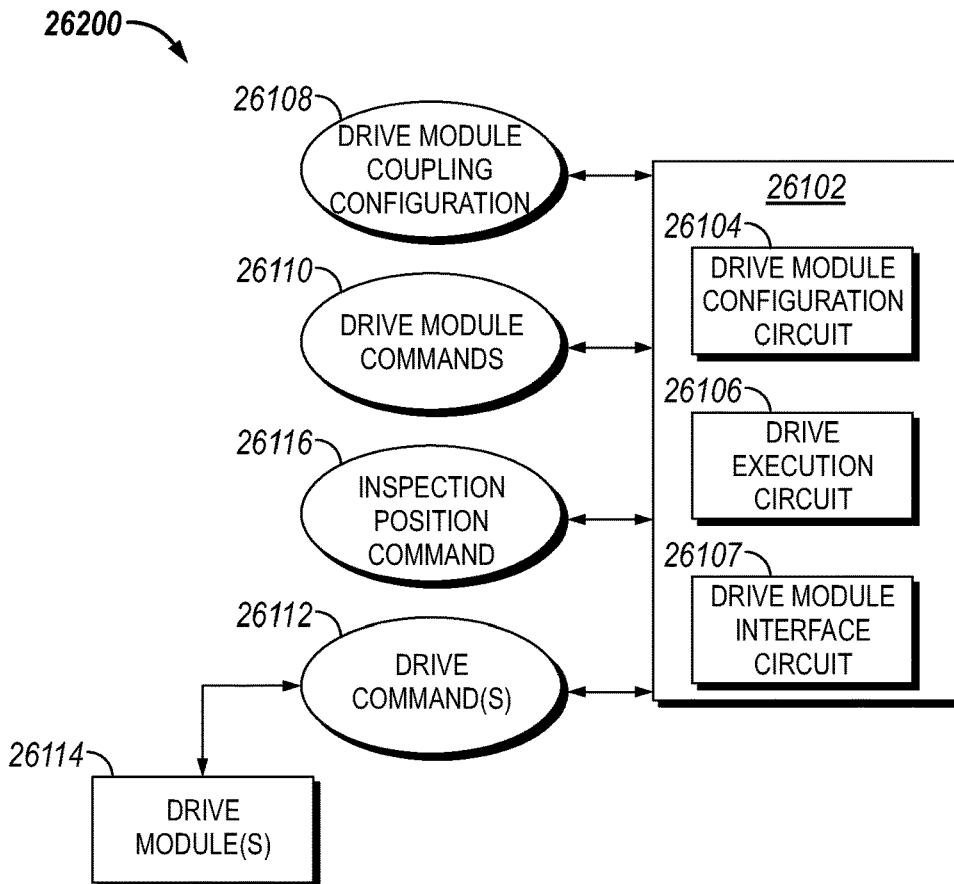 26200
26108
DRIVE MODULE
COUPLING
CONFIGURATION
26102
26104
DRIVE MODULE
CONFIGURATION
CIRCUIT
26110
DRIVE MODULE
COMMANDS
26106
DRIVE
EXECUTION
CIRCUIT
26116
INSPECTION
POSITION
COMMAND
26107
DRIVE MODULE
INTERFACE
CIRCUIT
26112
DRIVE
COMMAND(S)
26114
DRIVE
MODULE(S)